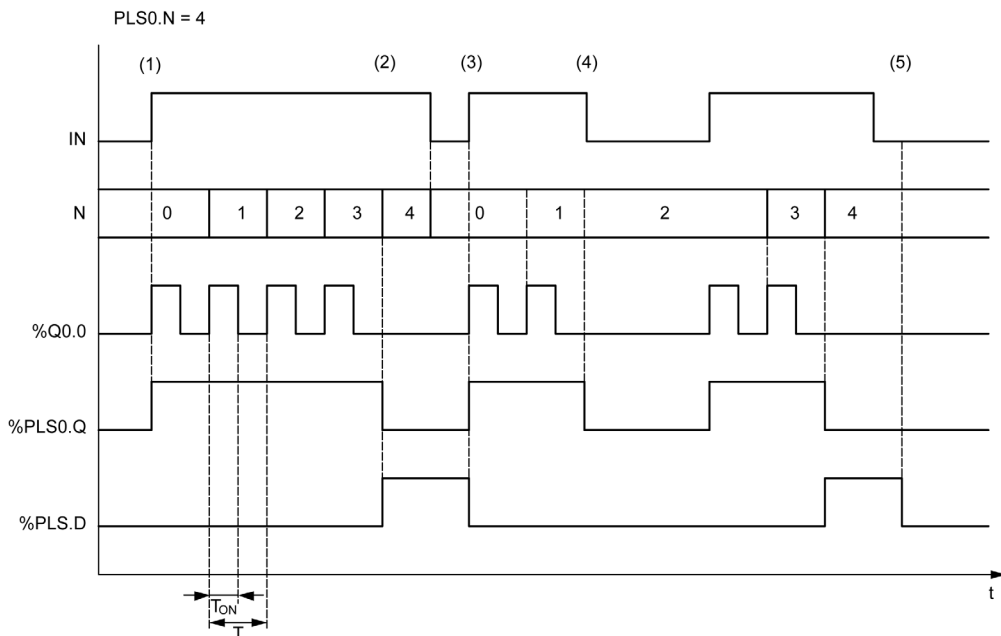 PLS0.N = 4
(1) (2) (3) (4) (5)
IN
N 0 1 2 3 4 0 1 2 3 4
%Q0.0
%PLS0.Q
%PLS.D
t
TON
T